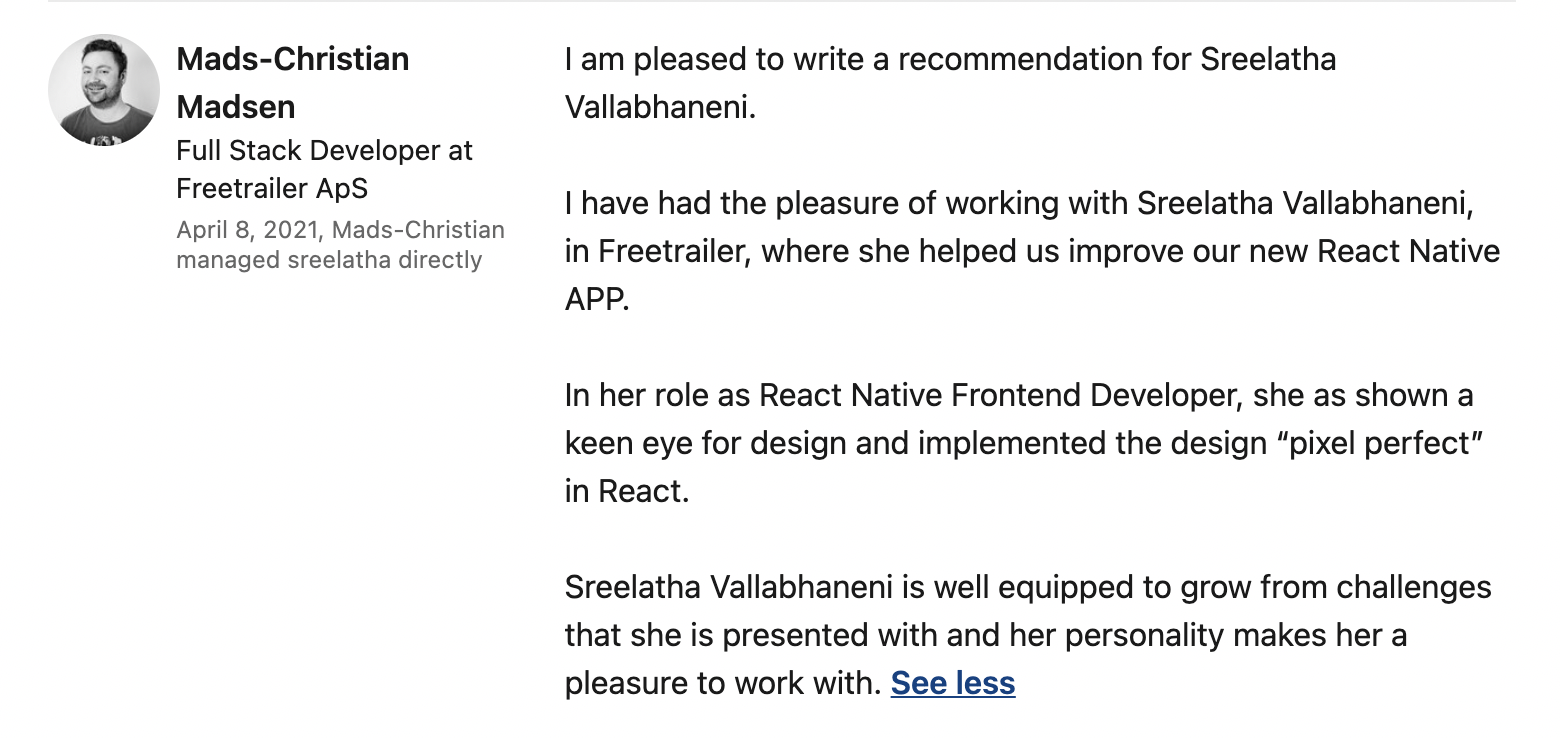 Mads-Christian
Madsen
Full Stack Developer at
Freetrailer ApS
April 8, 2021, Mads-Christian
managed sreelatha directly
I am pleased to write a recommendation for Sreelatha
Vallabhaneni.
I have had the pleasure of working with Sreelatha Vallabhaneni,
in Freetrailer, where she helped us improve our new React Native
APP.
In her role as React Native Frontend Developer, she as shown a
keen eye for design and implemented the design “pixel perfect”
in React.
Sreelatha Vallabhaneni is well equipped to grow from challenges
that she is presented with and her personality makes her a
pleasure to work with. See less